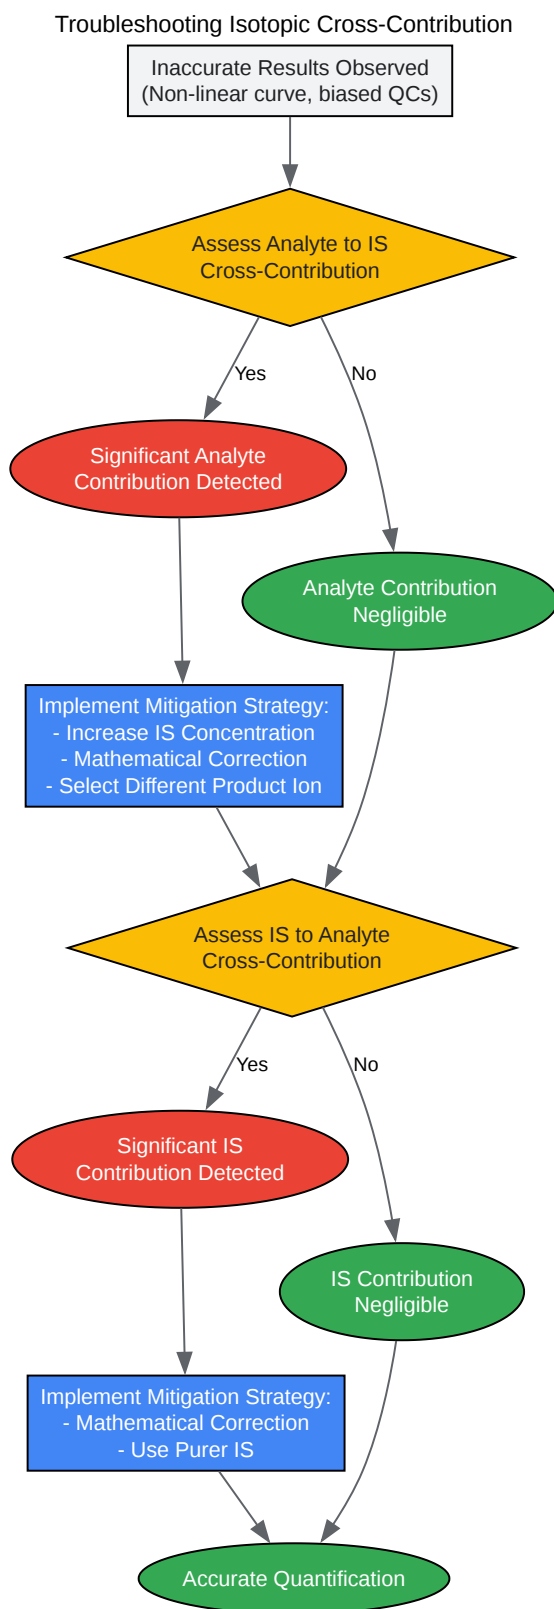 Troubleshooting Isotopic Cross-Contribution
Inaccurate Results Observed
(Non-linear curve, biased QCs)
Assess Analyte to IS
Cross-Contribution
Yes
No
Significant Analyte
Contribution Detected
Analyte Contribution
Negligible
Implement Mitigation Strategy:
- Increase IS Concentration
- Mathematical Correction
- Select Different Product Ion
Assess IS to Analyte
Cross-Contribution
Yes
No
Significant IS
Contribution Detected
IS Contribution
Negligible
Implement Mitigation Strategy:
- Mathematical Correction
- Use Purer IS
Accurate Quantification